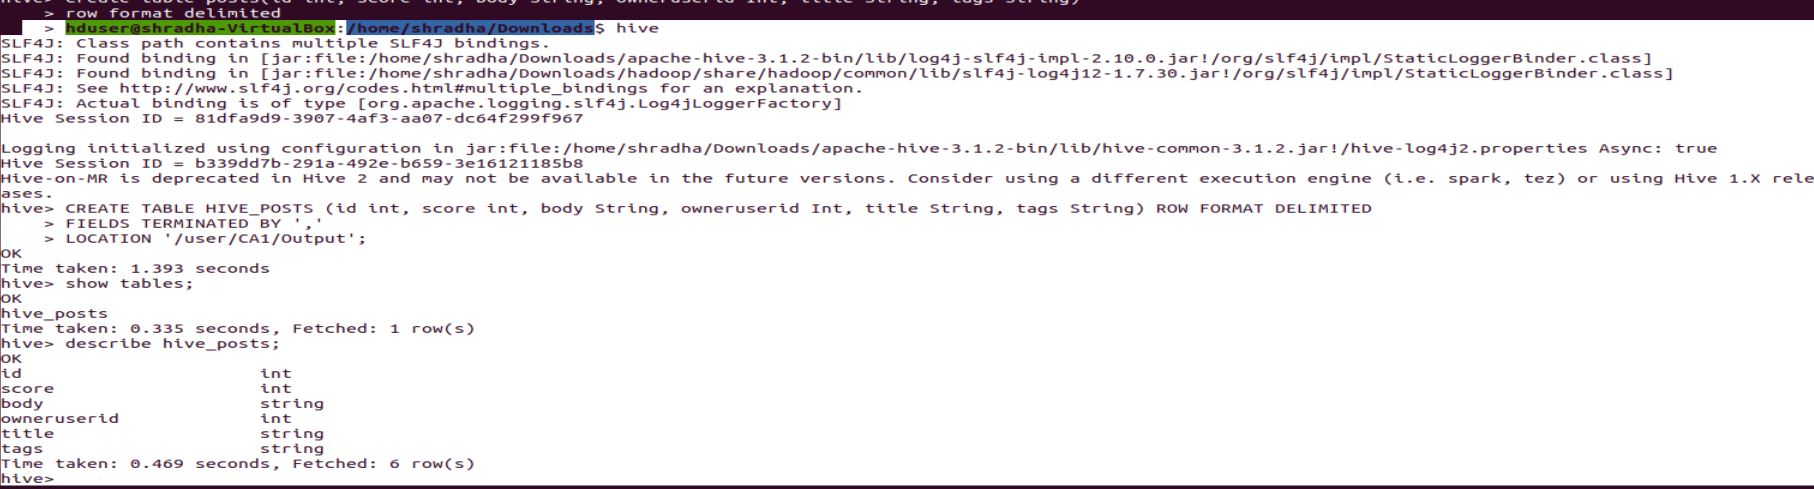 hive> create table posts(id int, score int, body String, owneruserid Int, title String, tags String)
    > row format delimited
    > hduser@shradha-VirtualBox:/home/shradha/Downloads$ hive
SLF4J: Class path contains multiple SLF4J bindings.
SLF4J: Found binding in [jar:file:/home/shradha/Downloads/apache-hive-3.1.2-bin/lib/log4j-slf4j-impl-2.10.0.jar!/org/slf4j/impl/StaticLoggerBinder.class]
SLF4J: Found binding in [jar:file:/home/shradha/Downloads/hadoop/share/hadoop/common/lib/slf4j-log4j12-1.7.30.jar!/org/slf4j/impl/StaticLoggerBinder.class]
SLF4J: See http://www.slf4j.org/codes.html#multiple_bindings for an explanation.
SLF4J: Actual binding is of type [org.apache.logging.slf4j.Log4jLoggerFactory]
Hive Session ID = 81dfa9d9-3907-4af3-aa07-dc64f299f967
Logging initialized using configuration in jar:file:/home/shradha/Downloads/apache-hive-3.1.2-bin/lib/hive-common-3.1.2.jar!/hive-log4j2.properties Async: true
Hive Session ID = b339dd7b-291a-492e-b659-3e16121185b8
Hive-on-MR is deprecated in Hive 2 and may not be available in the future versions. Consider using a different execution engine (i.e. spark, tez) or using Hive 1.X rele
ases.
hive> CREATE TABLE HIVE_POSTS (id int, score int, body String, owneruserid Int, title String, tags String) ROW FORMAT DELIMITED
    > FIELDS TERMINATED BY ','
    > LOCATION '/user/CA1/Output';
OK
Time taken: 1.393 seconds
hive> show tables;
OK
hive_posts
Time taken: 0.335 seconds, Fetched: 1 row(s)
hive> describe hive_posts;
OK
id                      int
score                   int
body                    string
owneruserid             int
title                   string
tags                    string
Time taken: 0.469 seconds, Fetched: 6 row(s)
hive>